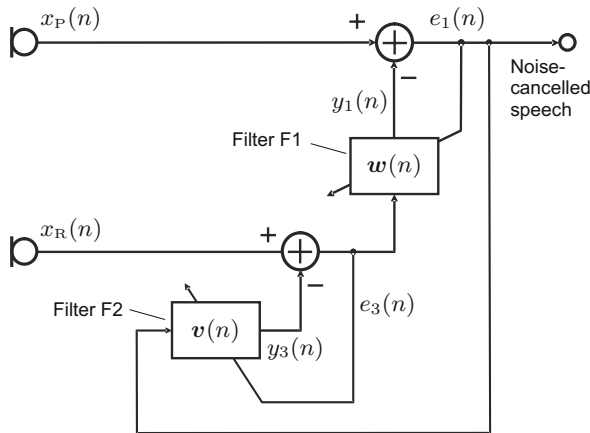 x_P(n)
+
e_1(n)
−
y_1(n)
Noise-
cancelled
speech
Filter F1
w(n)
x_R(n)
+
−
e_3(n)
Filter F2
v(n)
y_3(n)